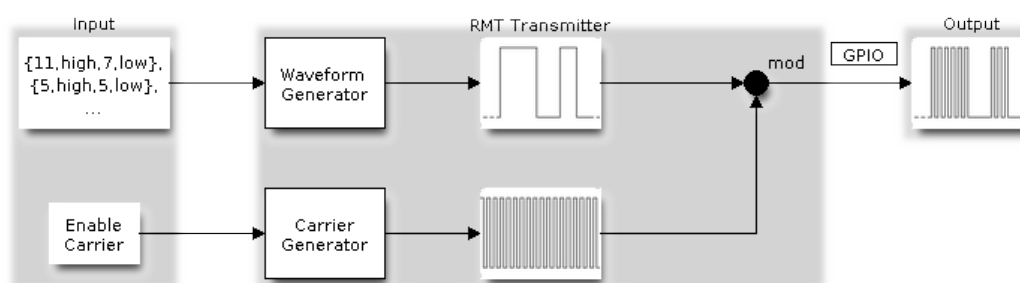 Input
RMT Transmitter
Output
{11,high,7,low},
{5,high,5,low},
...
Waveform
Generator
mod
GPIO
Enable
Carrier
Carrier
Generator